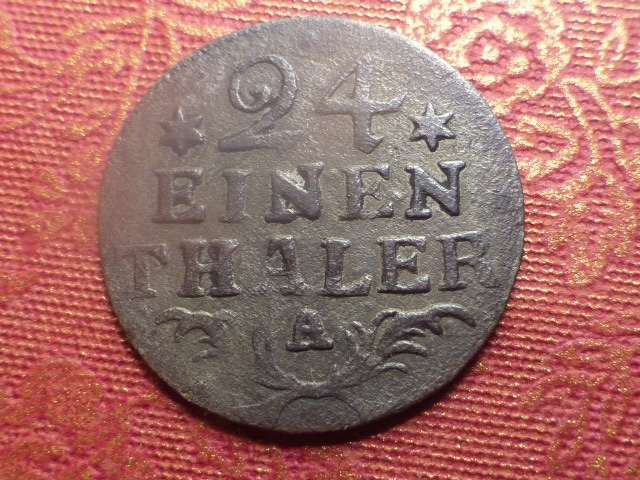 24
EINEN
THALER
A